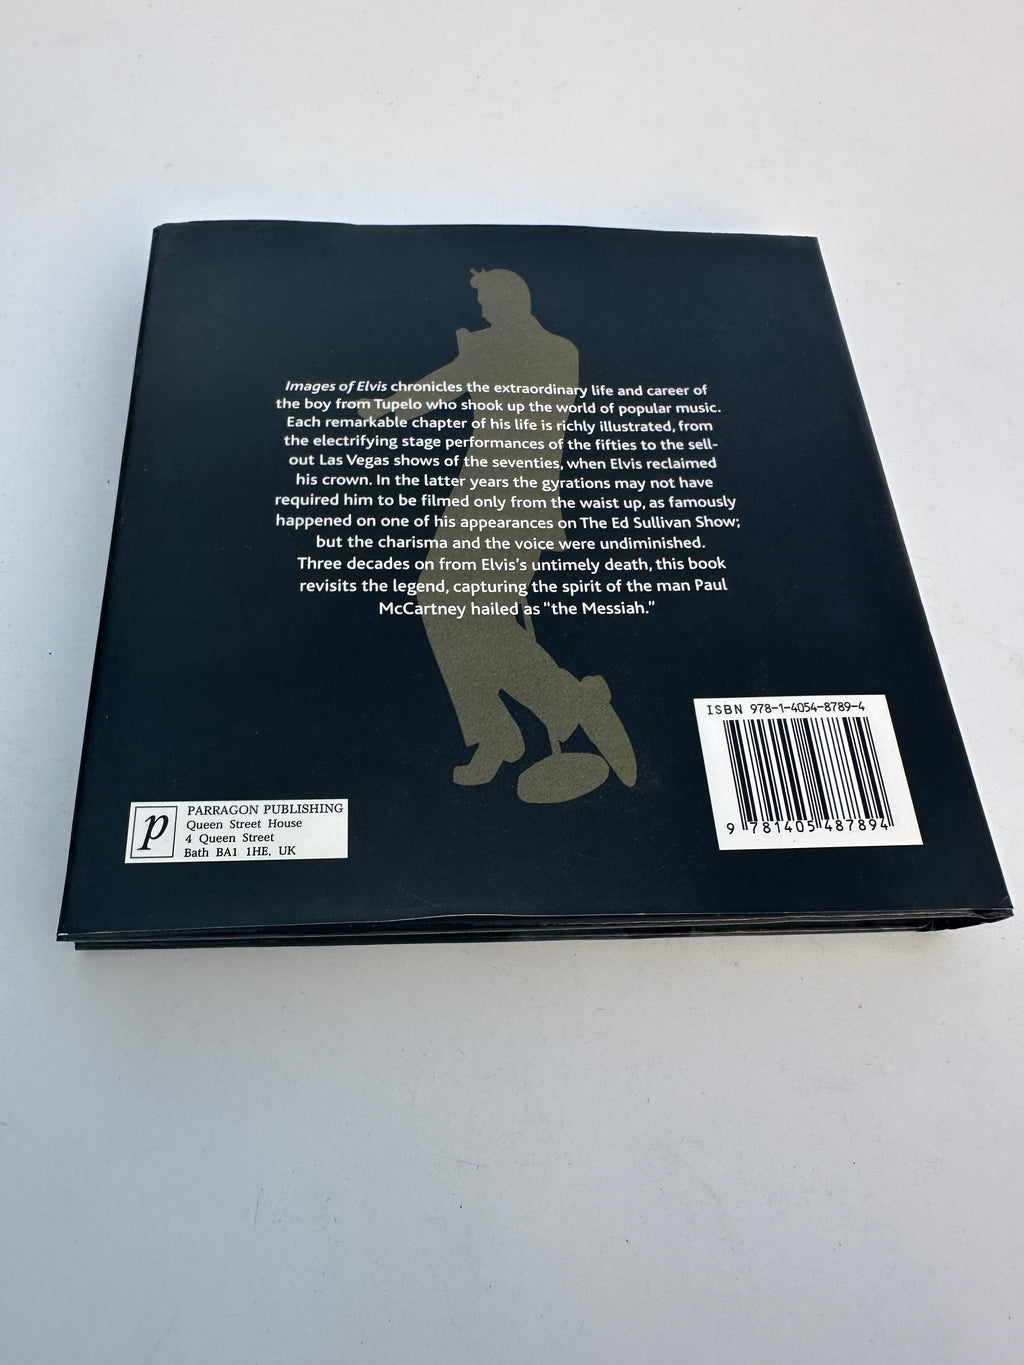 Images of Elvis chronicles the extraordinary life and career of
the boy from Tupelo who shook up the world of popular music.
Each remarkable chapter of his life is richly illustrated, from
the electrifying stage performances of the fifties to the sell-
out Las Vegas shows of the seventies, when Elvis reclaimed
his crown. In the latter years the gyrations may not have
required him to be filmed only from the waist up, as famously
happened on one of his appearances on The Ed Sullivan Show;
but the charisma and the voice were undiminished.
Three decades on from Elvis's untimely death, this book
revisits the legend, capturing the spirit of the man Paul
McCartney hailed as "the Messiah."
ISBN 978-1-4054-8789-4
9 781405 487894
p
PARRAGON PUBLISHING
Queen Street House
4 Queen Street
Bath BA1 1HE, UK